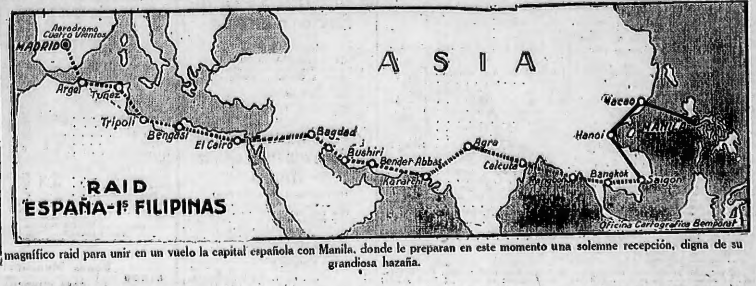 Aerodromo
Cuatro Vientos
MADRID
ASIA
Argel
Tunez
Tripoli
Bengasi
El Cairo
Bagdad
Bushiri
Bender Abbas
Karachi
Agra
Calcuta
Bangkok
Saigon
Hanoi
Macao
MANILA
RAID
ESPAÑA-Is FILIPINAS
Oficina Cartografica
magnífico raid para unir en un vuelo la capital española con Manila, donde le preparan en este momento una solemne recepción, digna de su
grandiosa hazaña.